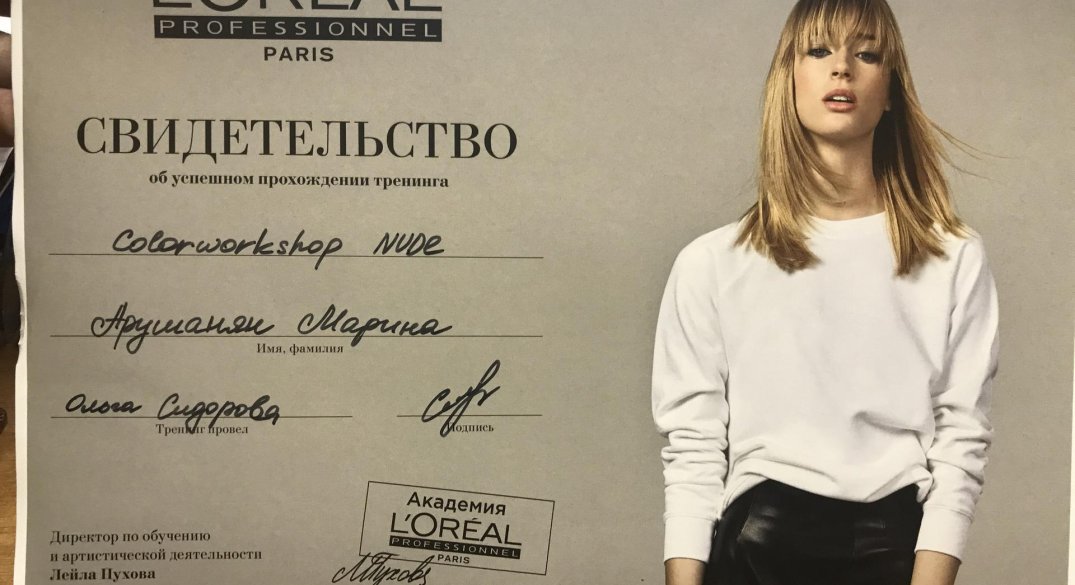 L'ORÉAL
PROFESSIONNEL
PARIS
СВИДЕТЕЛЬСТВО
об успешном прохождении тренинга
Colorworkshop NUDE
Арушанян Марина
Имя, фамилия
Ольга Сидорова
Тренинг провел
подпись
Академия
L'ORÉAL
PROFESSIONNEL
PARIS
Директор по обучению
и артистической деятельности
Лейла Пухова